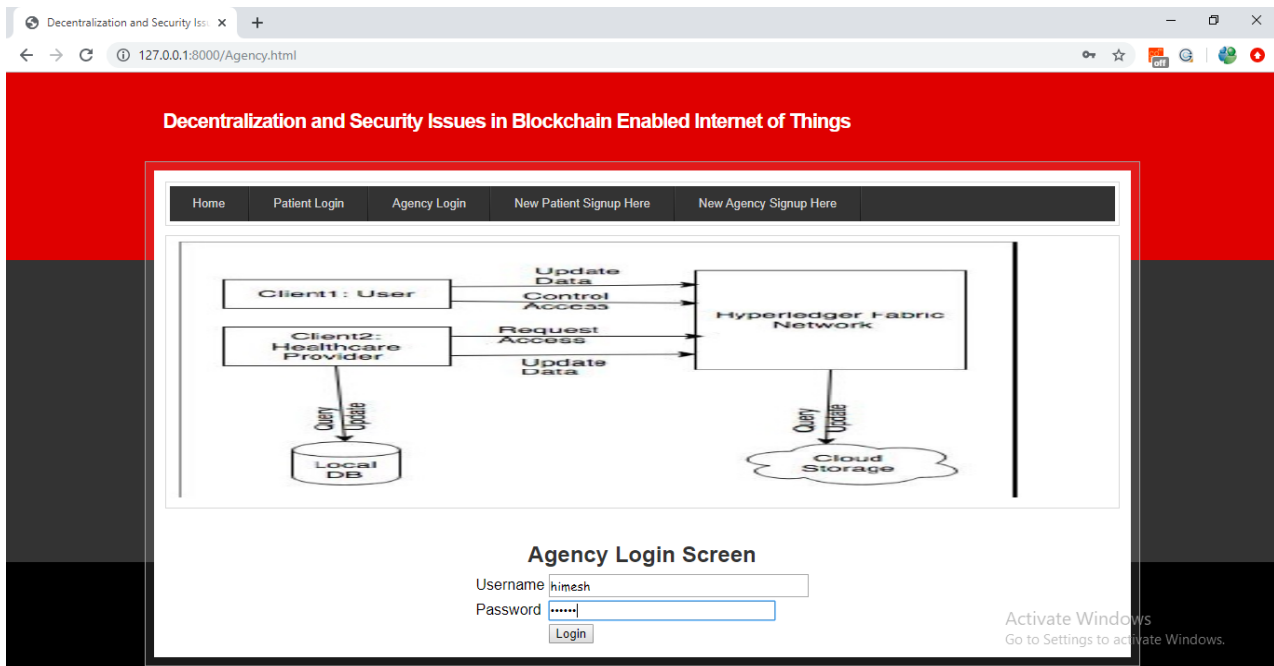 Decentralization and Security Iss
127.0.0.1:8000/Agency.html
off
Decentralization and Security Issues in Blockchain Enabled Internet of Things
Home Patient Login Agency Login New Patient Signup Here New Agency Signup Here
Update
Data
Client1: User
Control
Access
Hyperledger Fabric
Network
Client2:
Healthcare
Provider
Request
Access
Update
Data
Query
Update
Query
Update
Local
DB
Cloud
Storage
Agency Login Screen
Username himesh
Password ••••••
Login
Activate Windows
Go to Settings to activate Windows.